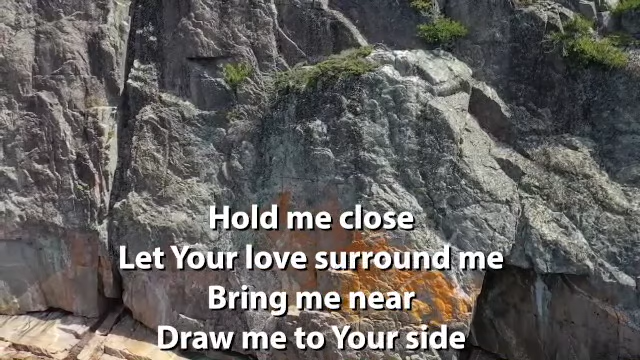 Hold me close
Let Your love surround me
Bring me near
Draw me to Your side